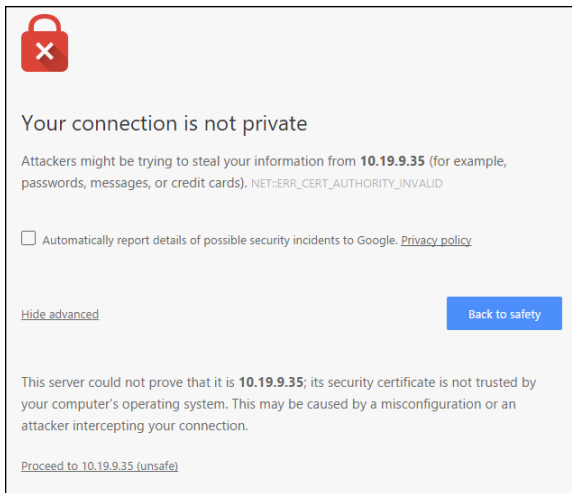 Your connection is not private
Attackers might be trying to steal your information from 10.19.9.35 (for example,
passwords, messages, or credit cards). NET::ERR_CERT_AUTHORITY_INVALID
Automatically report details of possible security incidents to Google. Privacy policy
Hide advanced
Back to safety
This server could not prove that it is 10.19.9.35; its security certificate is not trusted by
your computer's operating system. This may be caused by a misconfiguration or an
attacker intercepting your connection.
Proceed to 10.19.9.35 (unsafe)